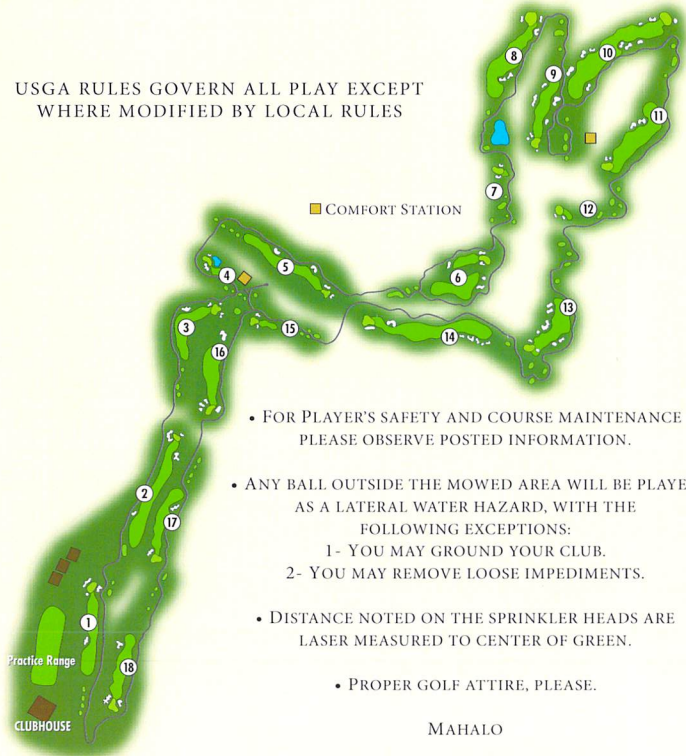 USGA RULES GOVERN ALL PLAY EXCEPT
WHERE MODIFIED BY LOCAL RULES
8
9
10
11
7
12
COMFORT STATION
5
4
6
3
15
13
14
16
• FOR PLAYER'S SAFETY AND COURSE MAINTENANCE
PLEASE OBSERVE POSTED INFORMATION.
• ANY BALL OUTSIDE THE MOWED AREA WILL BE PLAYE
AS A LATERAL WATER HAZARD, WITH THE
FOLLOWING EXCEPTIONS:
1- YOU MAY GROUND YOUR CLUB.
2- YOU MAY REMOVE LOOSE IMPEDIMENTS.
2
17
1
18
Practice Range
CLUBHOUSE
• DISTANCE NOTED ON THE SPRINKLER HEADS ARE
LASER MEASURED TO CENTER OF GREEN.
• PROPER GOLF ATTIRE, PLEASE.
MAHALO